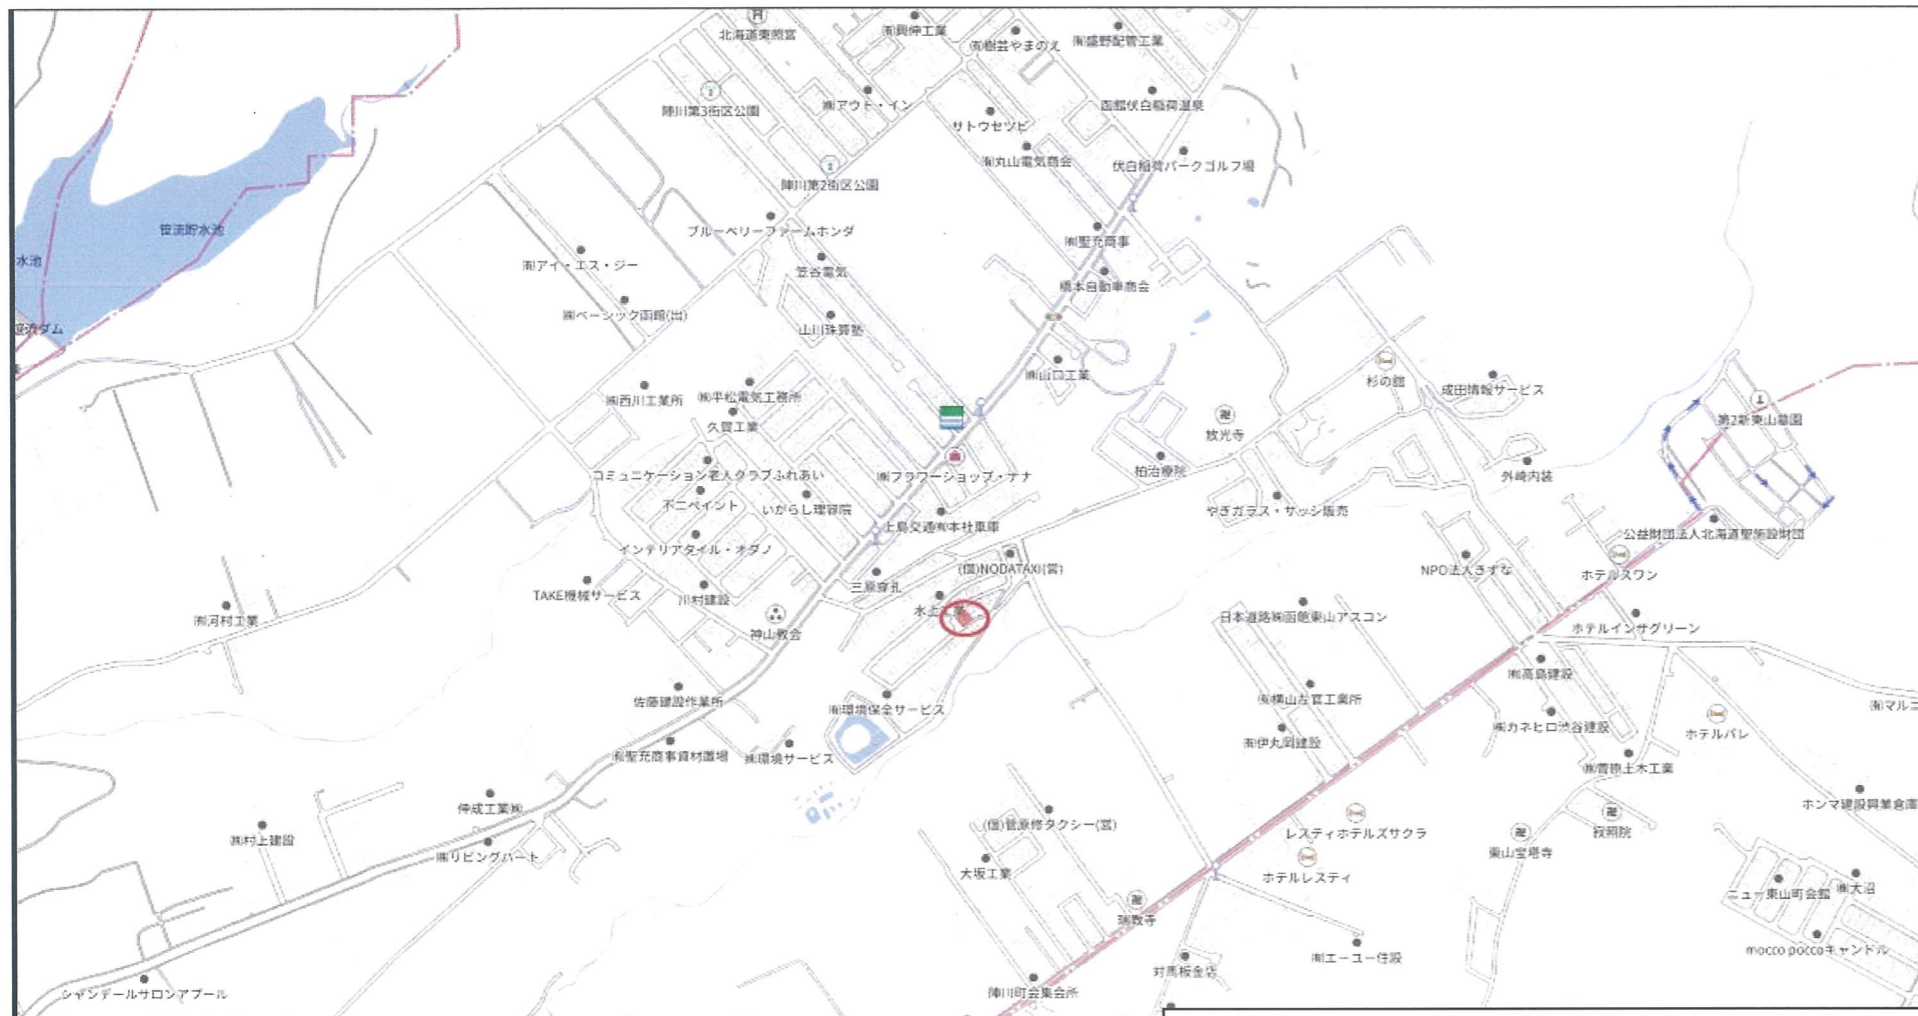 北海道東照宮
㈲興伸工業
㈲樹芸やまのえ
㈲盛野配管工業
陣川第3街区公園
㈱アウト・イン
サトウセツビ
函館伏白稲荷温泉
㈲丸山電気商会
伏白稲荷パークゴルフ場
陣川第2街区公園
笹流貯水池
水池
ブルーベリーファームホンダ
㈲聖充商事
㈲アイ・エス・ジー
笠谷電気
橋本自動車商会
㈱ベーシック函館(出)
山川珠算塾
笹流ダム
㈱山口工業
杉の館
成田情報サービス
㈱西川工業所
㈱平松電気工務所
久賀工業
放光寺
第2新東山墓園
コミュニケーション老人クラブふれあい
㈱フラワーショップ・ナナ
柏治療院
外崎内装
不二ペイント
いがらし理容院
やぎガラス・サッシ販売
上島交通㈲本社車庫
公益財団法人北海道聖施設財団
インテリアタイル・オダノ
(個)NODATAXI(営)
NPO法人きずな
ホテルスワン
TAKE機械サービス
川村建設
三原穿孔
水上工業
㈲河村工業
神山教会
日本道路㈱函館東山アスコン
ホテルインサグリーン
㈲高島建設
佐藤建設作業所
㈲環境保全サービス
㈲横山左官工業所
㈱カネヒロ渋谷建設
ホテルバレ
㈲マルコ
㈲聖充商事資材置場
㈱環境サービス
㈲伊丸岡建設
㈱菅原土木工業
伸成工業㈱
ホンマ建設興業倉庫
㈲村上建設
㈱リビングハート
(個)菅原修タクシー(営)
レスティホテルズサクラ
寂照院
東山宝塔寺
大坂工業
ホテルレスティ
ニュー東山町会館
㈱大沼
瑞教寺
mocco poccoキャンドル
㈲エーユー住設
対馬板金店
シャンテールサロンアプール
陣川町会集会所